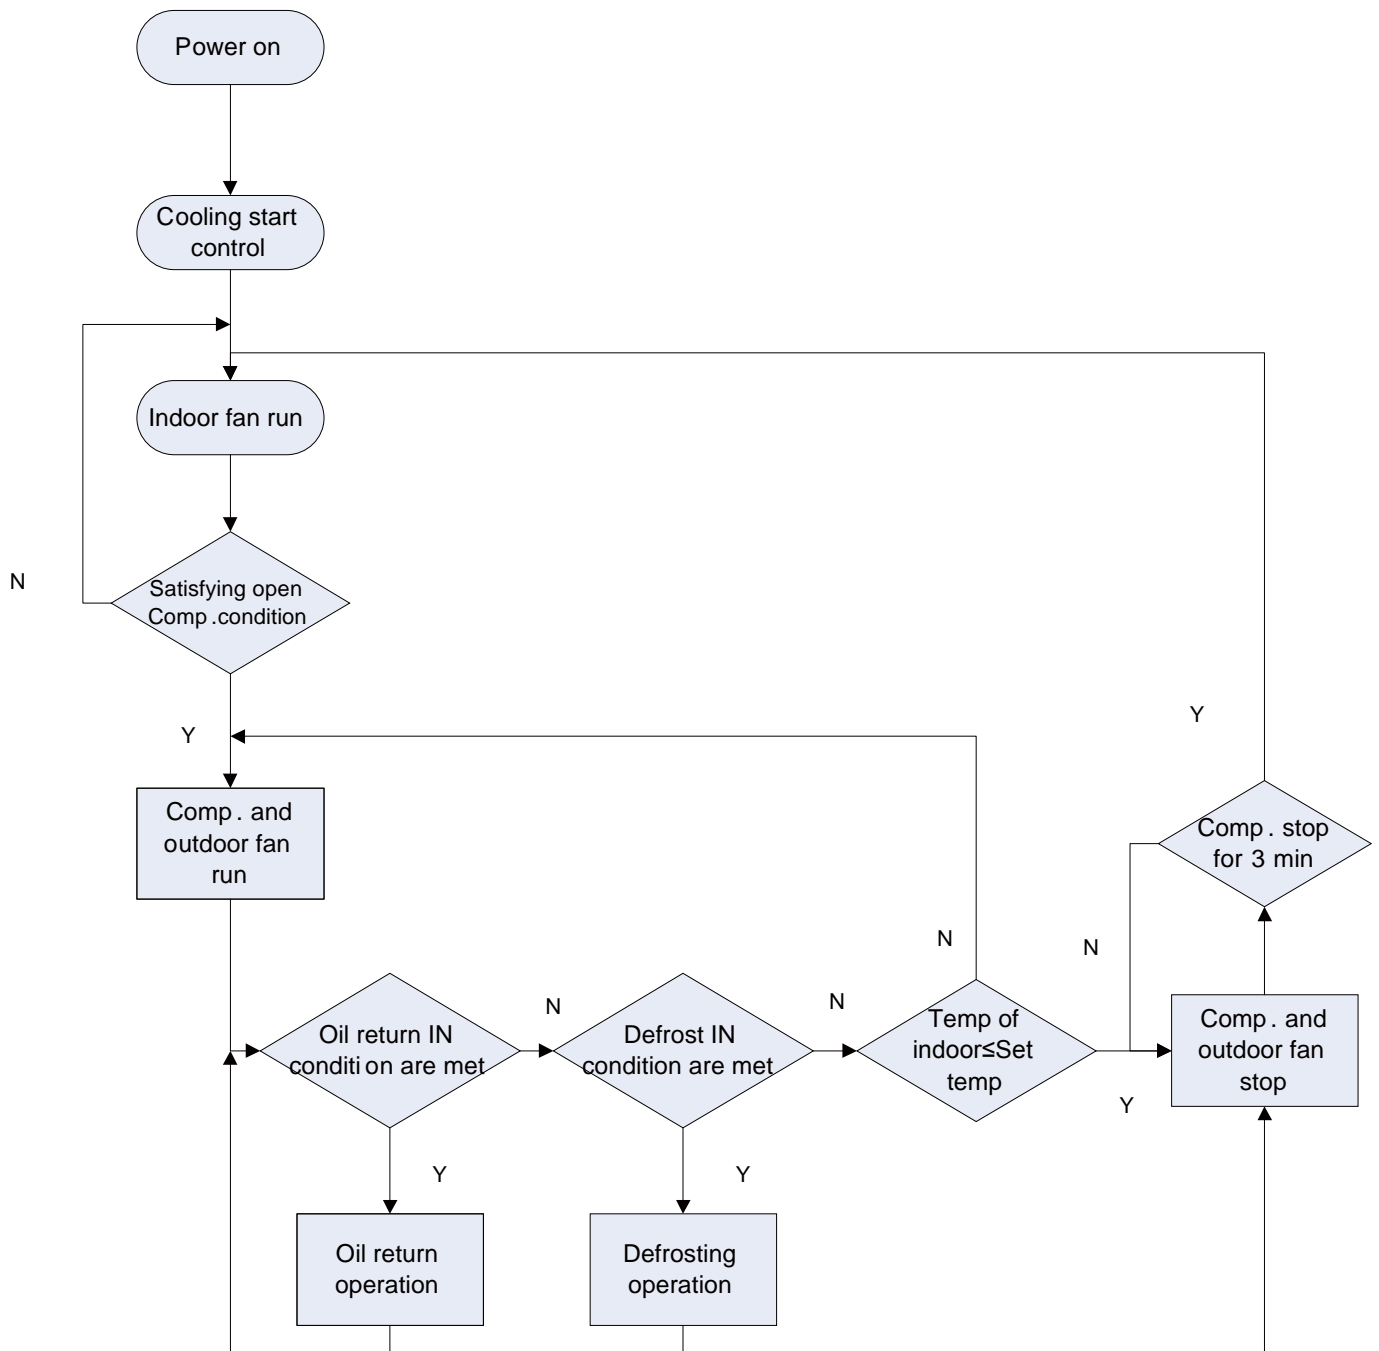 Power on
Cooling start
control
Indoor fan run
N
Satisfying open
Comp.condition
Y
Y
Comp. and
outdoor fan
run
Comp. stop
for 3 min
N
N
Oil return IN
condition are met
N
Defrost IN
condition are met
N
Temp of
indoor≤Set
temp
Y
Comp. and
outdoor fan
stop
Y
Y
Oil return
operation
Defrosting
operation